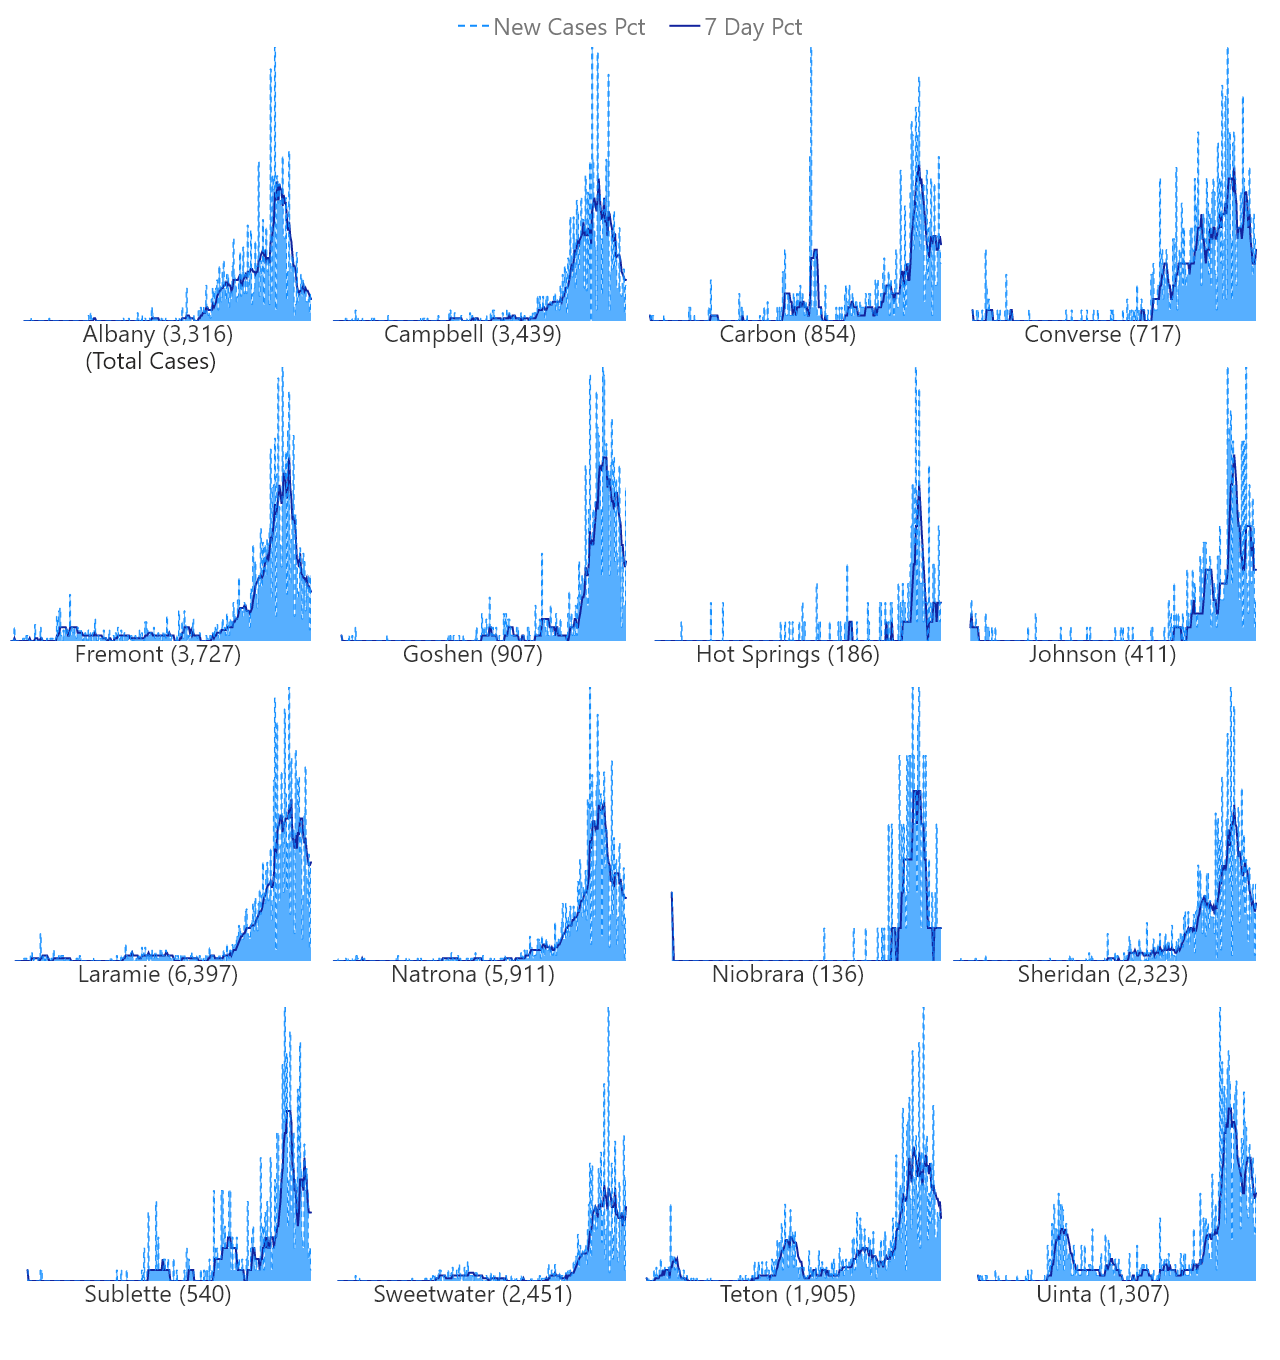 New Cases Pct 7 Day Pct
Albany (3,316) Campbell (3,439) Carbon (854) Converse (717)
(Total Cases)
Fremont (3,727) Goshen (907) Hot Springs (186) Johnson (411)
Laramie (6,397) Natrona (5,911) Niobrara (136) Sheridan (2,323)
Sublette (540) Sweetwater (2,451) Teton (1,905) Uinta (1,307)